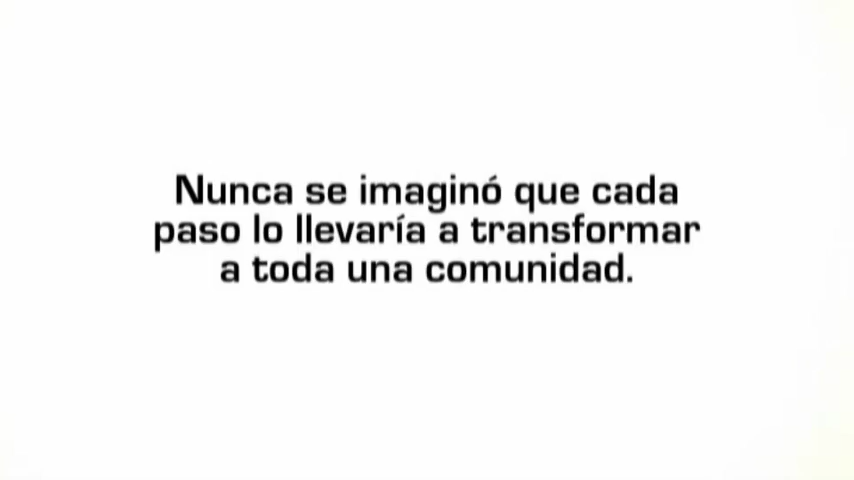 Nunca se imaginó que cada
paso lo llevaría a transformar
a toda una comunidad.